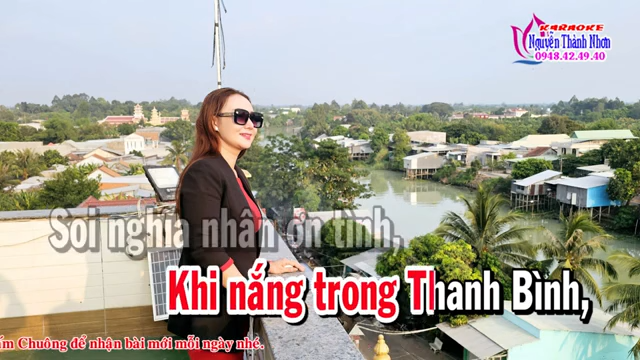 KARAOKE
Nguyễn Thành Nhơn
0948.42.49.40
Soi nghĩa nhân ơn tình,
Khi nắng trong Thanh Bình,
ấm Chuông để nhận bài mới mỗi ngày nhé.